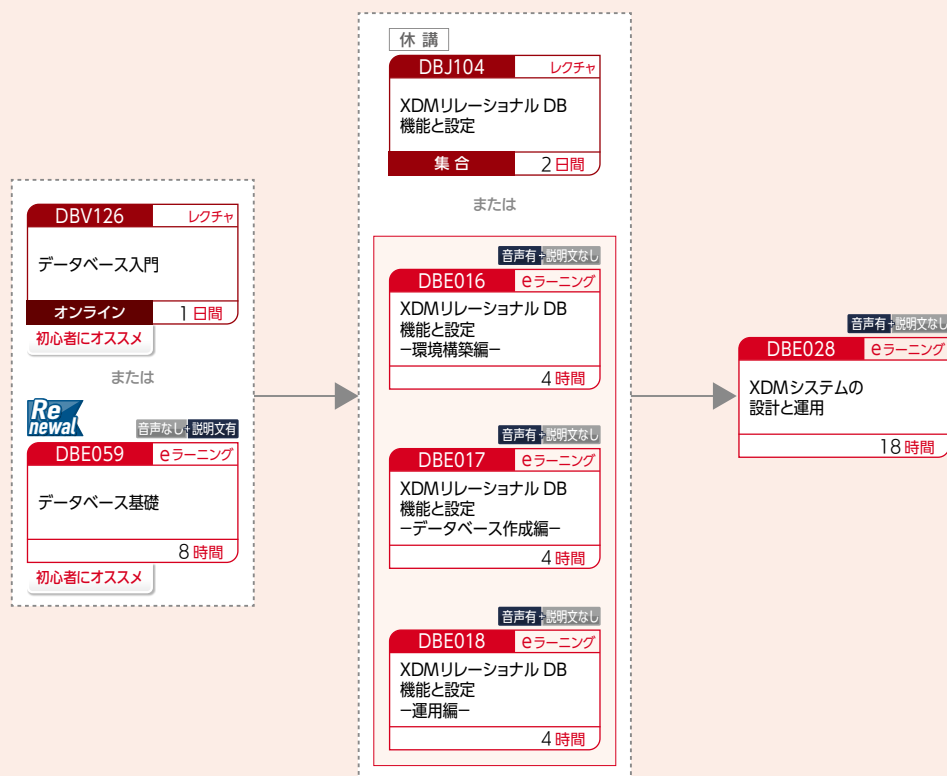 DBV126 レクチャ
データベース入門
オンライン 1日間
初心者にオススメ
または
Re
newal
音声なし+説明文有
DBE059 eラーニング
データベース基礎
8時間
初心者にオススメ
休講
DBJ104 レクチャ
XDMリレーショナル DB
機能と設定
集合 2日間
または
音声有+説明文なし
DBE016 eラーニング
XDMリレーショナル DB
機能と設定
−環境構築編−
4時間
音声有+説明文なし
DBE017 eラーニング
XDMリレーショナル DB
機能と設定
−データベース作成編−
4時間
音声有+説明文なし
DBE018 eラーニング
XDMリレーショナル DB
機能と設定
−運用編−
4時間
音声有+説明文なし
DBE028 eラーニング
XDMシステムの
設計と運用
18時間